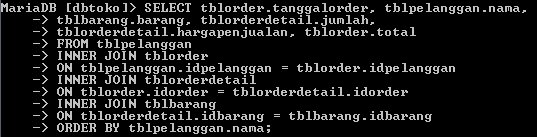 MariaDB [dbtoko]> SELECT tblorder.tanggalorder, tblpelanggan.nama,
-> tblbarang.barang, tblorderdetail.jumlah,
-> tblorderdetail.hargapenjualan, tblorder.total
-> FROM tblpelanggan
-> INNER JOIN tblorder
-> ON tblpelanggan.idpelanggan = tblorder.idpelanggan
-> INNER JOIN tblorderdetail
-> ON tblorder.idorder = tblorderdetail.idorder
-> INNER JOIN tblbarang
-> ON tblorderdetail.idbarang = tblbarang.idbarang
-> ORDER BY tblpelanggan.nama;